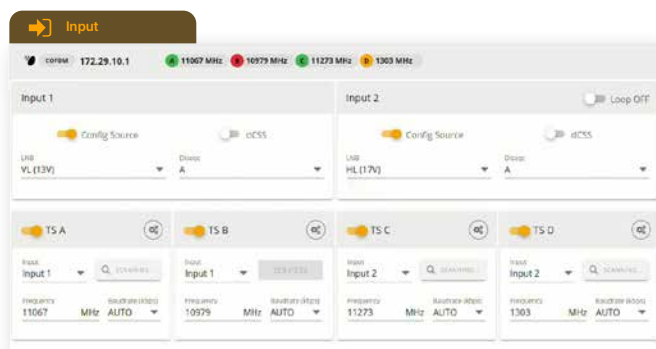 Input
COFDM 172.29.10.1 A 11067 MHz B 10979 MHz C 11273 MHz D 1303 MHz
Input 1
Input 2 Loop OFF
Config Source dCSS
Config Source dCSS
LNB Diseqc
VL (13V) A
LNB Diseqc
HL (17V) A
TS A TS B TS C TS D
Input Input Input Input
Input 1 Input 1 SERVICES Input 2 Input 2
Frequency Baudrate (kbps) Frequency Baudrate (kbps) Frequency Baudrate (kbps) Frequency Baudrate (kbps)
11067 MHz AUTO 10979 MHz AUTO 11273 MHz AUTO 1303 MHz AUTO